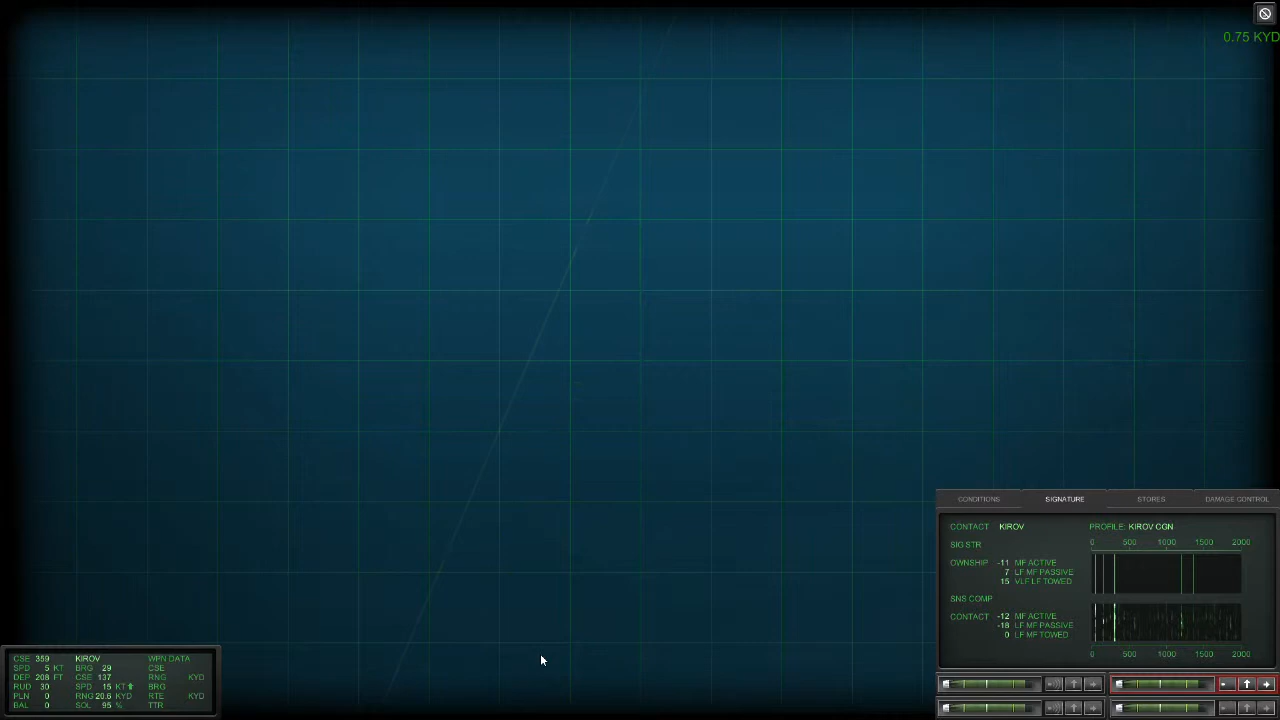 0.75 KYD
CONDITIONS SIGNATURE STORES DAMAGE CONTROL
CONTACT KIROV PROFILE: KIROV CGN
SIG STR 0 500 1000 1500 2000
OWNSHIP -11 MF ACTIVE
7 LF MF PASSIVE
15 VLF LF TOWED
SNS COMP
CONTACT -12 MF ACTIVE
-18 LF MF PASSIVE
0 LF MF TOWED
0 500 1000 1500 2000
CSE 359 KIROV WPN DATA
SPD 5 KT BRG 29 CSE
DEP 208 FT CSE 137 RNG KYD
RUD 30 SPD 15 KT BRG
PLN 0 RNG 20.6 KYD RTE KYD
BAL 0 SOL 95 % TTR